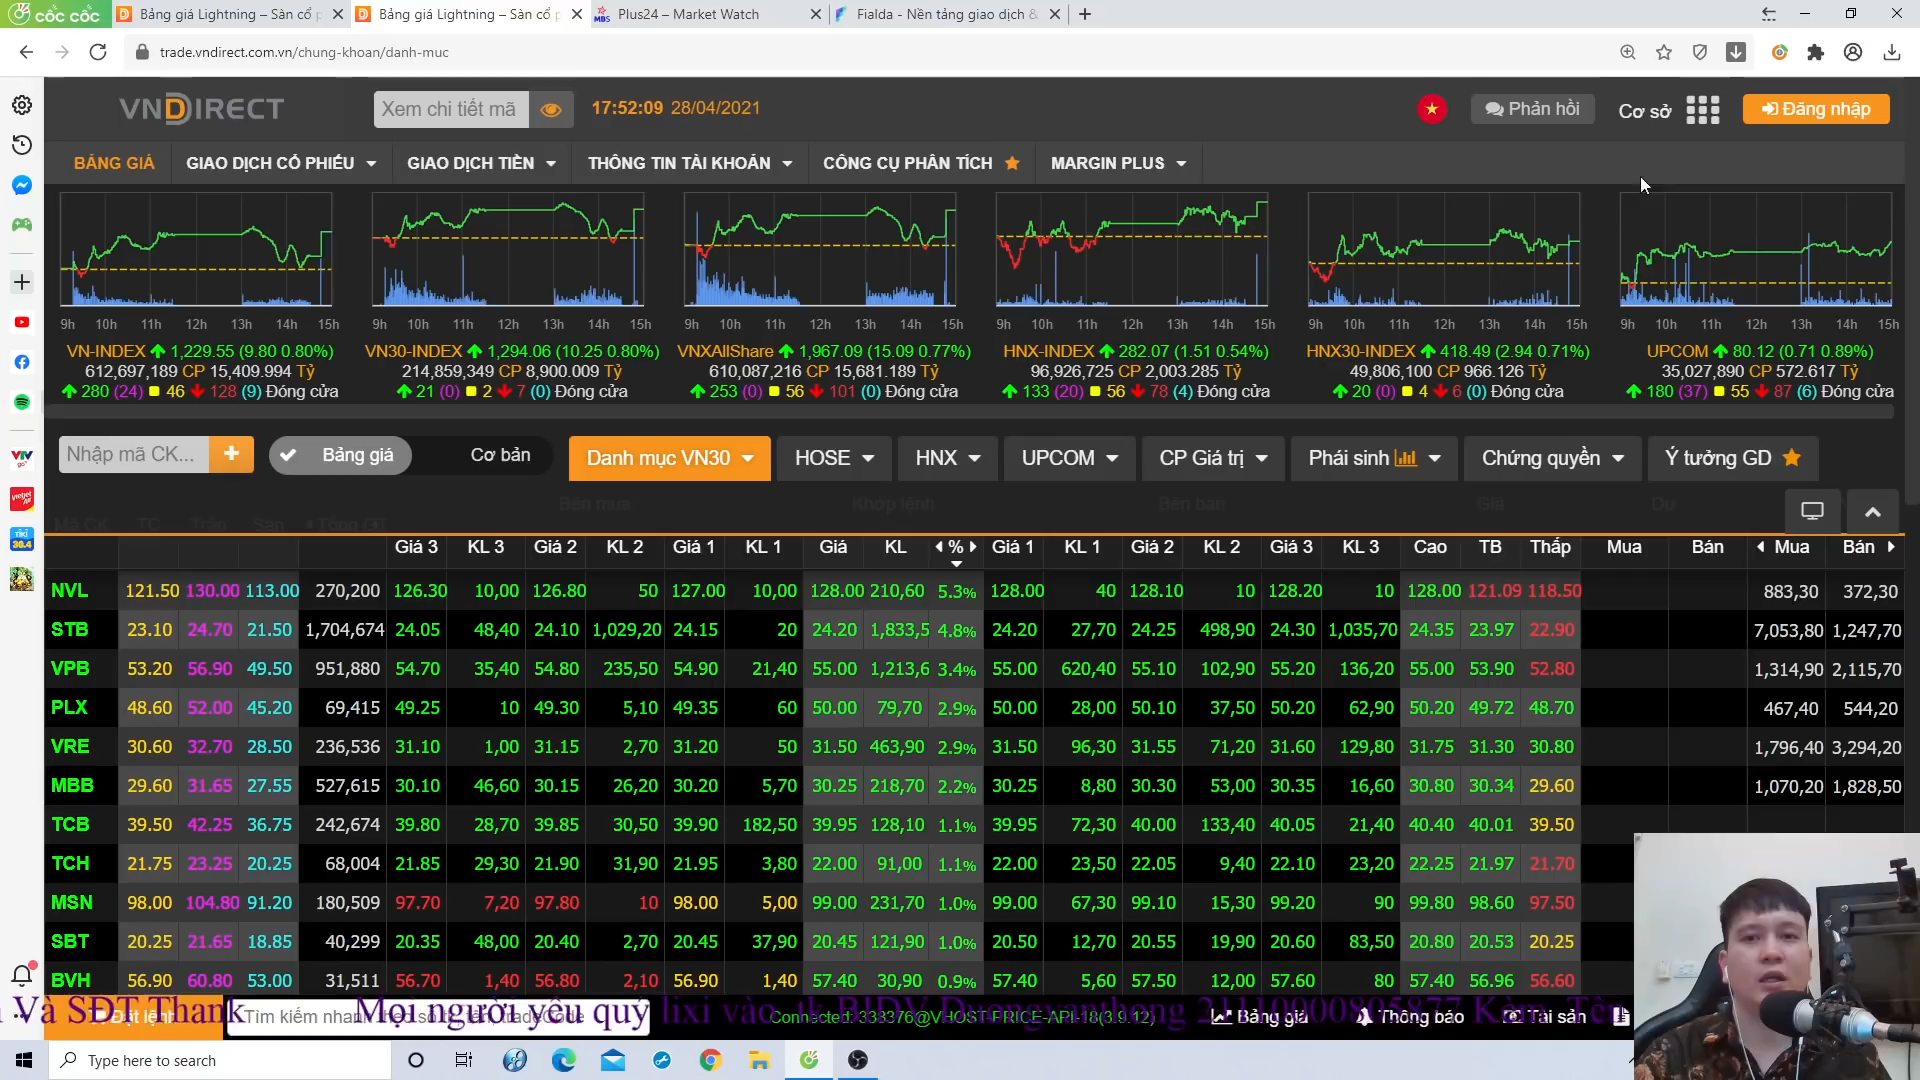 cốc cốc Bảng giá Lightning – Sàn cổ p Bảng giá Lightning – Sàn cổ p Plus24 – Market Watch Fialda - Nền tảng giao dịch &
trade.vndirect.com.vn/chung-khoan/danh-muc
VNDIRECT Xem chi tiết mã 17:52:09 28/04/2021 Phản hồi Cơ sở Đăng nhập
BẢNG GIÁ GIAO DỊCH CỔ PHIẾU GIAO DỊCH TIỀN THÔNG TIN TÀI KHOẢN CÔNG CỤ PHÂN TÍCH MARGIN PLUS
9h 10h 11h 12h 13h 14h 15h 9h 10h 11h 12h 13h 14h 15h 9h 10h 11h 12h 13h 14h 15h 9h 10h 11h 12h 13h 14h 15h 9h 10h 11h 12h 13h 14h 15h 9h 10h 11h 12h 13h 14h 15h
VN-INDEX 1,229.55 (9.80 0.80%) VN30-INDEX 1,294.06 (10.25 0.80%) VNXAllShare 1,967.09 (15.09 0.77%) HNX-INDEX 282.07 (1.51 0.54%) HNX30-INDEX 418.49 (2.94 0.71%) UPCOM 80.12 (0.71 0.89%)
612,697,189 CP 15,409.994 Tỷ 214,859,349 CP 8,900.009 Tỷ 610,087,216 CP 15,681.189 Tỷ 96,926,725 CP 2,003.285 Tỷ 49,806,100 CP 966.126 Tỷ 35,027,890 CP 572.617 Tỷ
280 (24) 46 128 (9) Đóng cửa 21 (0) 2 7 (0) Đóng cửa 253 (0) 56 101 (0) Đóng cửa 133 (20) 56 78 (4) Đóng cửa 20 (0) 4 6 (0) Đóng cửa 180 (37) 55 87 (6) Đóng cửa
Nhập mã CK... + Bảng giá Cơ bản Danh mục VN30 HOSE HNX UPCOM CP Giá trị Phái sinh Chứng quyền Ý tưởng GD
Bên mua Khớp lệnh Bên bán Giá Dư
Mã CK TC Trần Sàn Tổng KL
Giá 3 KL 3 Giá 2 KL 2 Giá 1 KL 1 Giá KL % Giá 1 KL 1 Giá 2 KL 2 Giá 3 KL 3 Cao TB Thấp Mua Bán Mua Bán
NVL 121.50 130.00 113.00 270,200 126.30 10,00 126.80 50 127.00 10,00 128.00 210,60 5.3% 128.00 40 128.10 10 128.20 10 128.00 121.09 118.50 883,30 372,30
STB 23.10 24.70 21.50 1,704,674 24.05 48,40 24.10 1,029,20 24.15 20 24.20 1,833,5 4.8% 24.20 27,70 24.25 498,90 24.30 1,035,70 24.35 23.97 22.90 7,053,80 1,247,70
VPB 53.20 56.90 49.50 951,880 54.70 35,40 54.80 235,50 54.90 21,40 55.00 1,213,6 3.4% 55.00 620,40 55.10 102,90 55.20 136,20 55.00 53.90 52.80 1,314,90 2,115,70
PLX 48.60 52.00 45.20 69,415 49.25 10 49.30 5,10 49.35 60 50.00 79,70 2.9% 50.00 28,00 50.10 37,50 50.20 62,90 50.20 49.72 48.70 467,40 544,20
VRE 30.60 32.70 28.50 236,536 31.10 1,00 31.15 2,70 31.20 50 31.50 463,90 2.9% 31.50 96,30 31.55 71,20 31.60 129,80 31.75 31.30 30.80 1,796,40 3,294,20
MBB 29.60 31.65 27.55 527,615 30.10 46,60 30.15 26,20 30.20 5,70 30.25 218,70 2.2% 30.25 8,80 30.30 53,00 30.35 16,60 30.80 30.34 29.60 1,070,20 1,828,50
TCB 39.50 42.25 36.75 242,674 39.80 28,70 39.85 30,50 39.90 182,50 39.95 128,10 1.1% 39.95 72,30 40.00 133,40 40.05 21,40 40.40 40.01 39.50
TCH 21.75 23.25 20.25 68,004 21.85 29,30 21.90 31,90 21.95 3,80 22.00 91,00 1.1% 22.00 23,50 22.05 9,40 22.10 23,20 22.25 21.97 21.70
MSN 98.00 104.80 91.20 180,509 97.70 7,20 97.80 10 98.00 5,00 99.00 231,70 1.0% 99.00 67,30 99.10 15,30 99.20 90 99.80 98.60 97.50
SBT 20.25 21.65 18.85 40,299 20.35 48,00 20.40 2,70 20.45 37,90 20.45 121,90 1.0% 20.50 12,70 20.55 19,90 20.60 83,50 20.80 20.53 20.25
BVH 56.90 60.80 53.00 31,511 56.70 1,40 56.80 2,10 56.90 1,40 57.40 30,90 0.9% 57.40 5,60 57.50 12,00 57.60 80 57.40 56.96 56.60
Và SĐT Thank Mọi người yêu quý lixi vào tk BIDV Duongvanthong 21110000805877 Kèm Tên
Đặt lệnh Tìm kiếm nhanh Connected:333376@VHOST-PRICE-API-18(3.9.12) Bảng giá Thông báo Tài sản
Type here to search